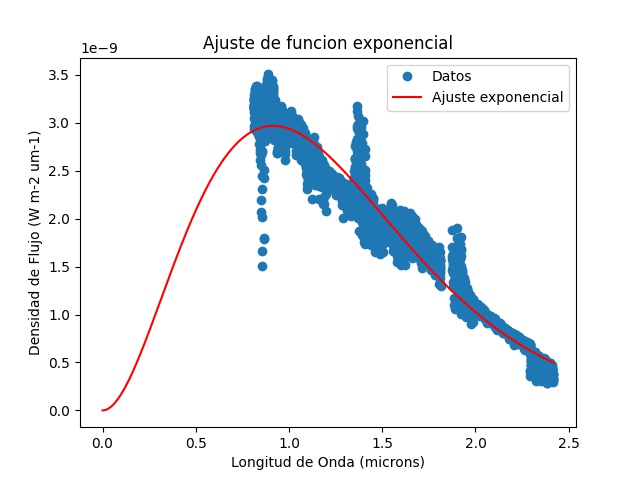 Ajuste de funcion exponencial
1e−9
Datos
Ajuste exponencial
Densidad de Flujo (W m-2 um-1)
3.5
3.0
2.5
2.0
1.5
1.0
0.5
0.0
0.0 0.5 1.0 1.5 2.0 2.5
Longitud de Onda (microns)